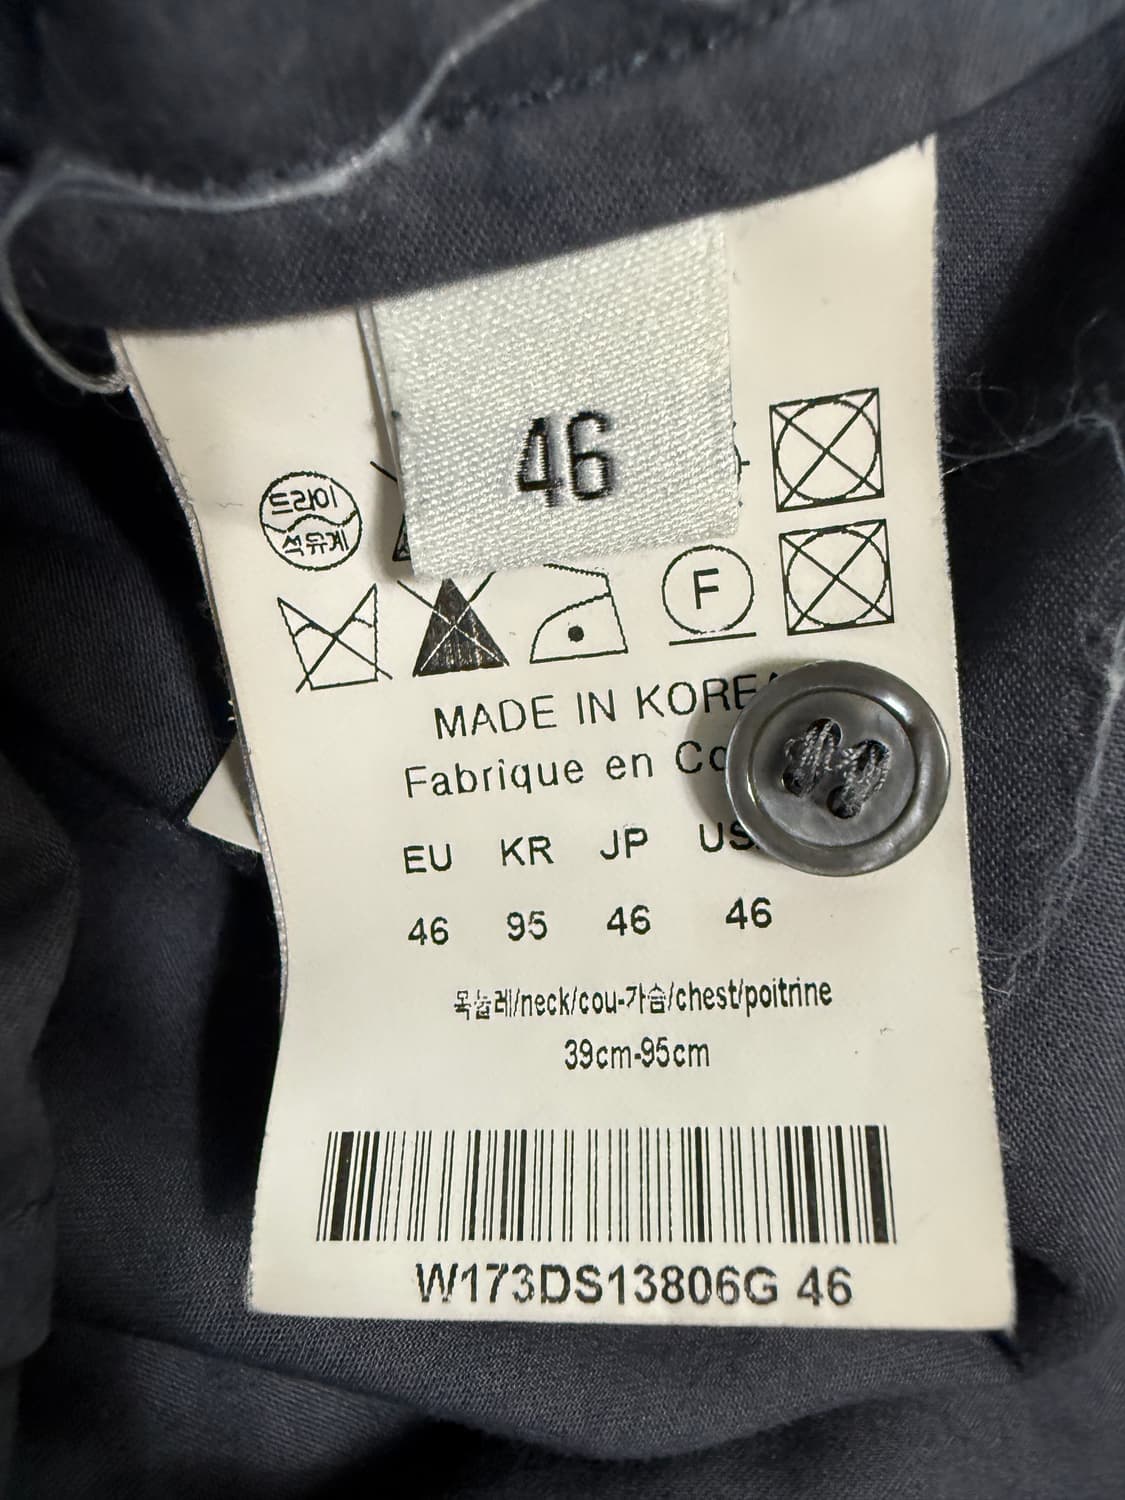 46
드라이
석유계
F
MADE IN KOREA
Fabrique en Co
EU KR JP US
46 95 46 46
목둘레/neck/cou-가슴/chest/poitrine
39cm-95cm
W173DS13806G 46